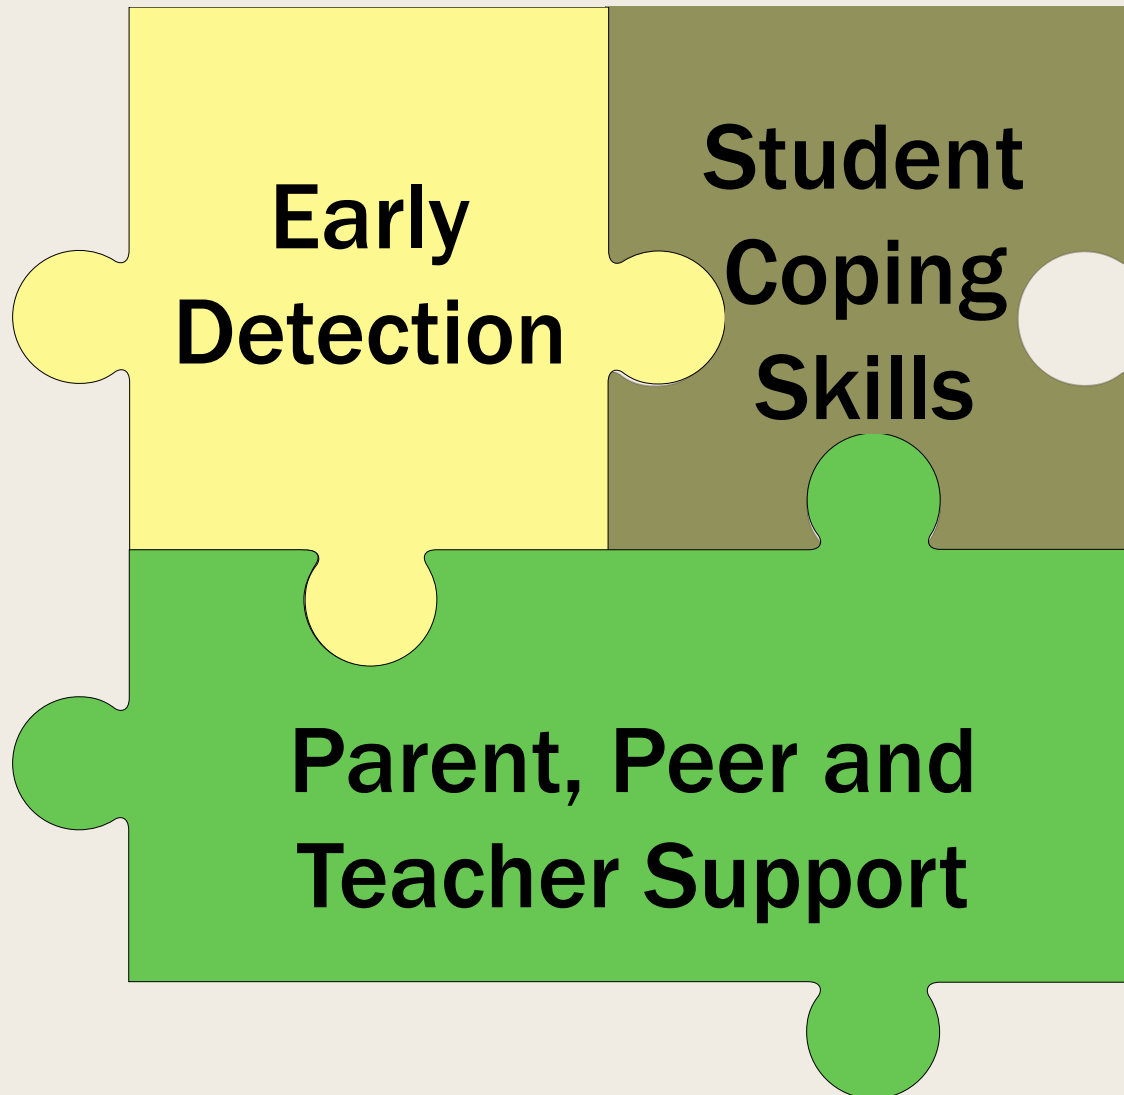 Early
Detection
Student
Coping
Skills
Parent, Peer and
Teacher Support